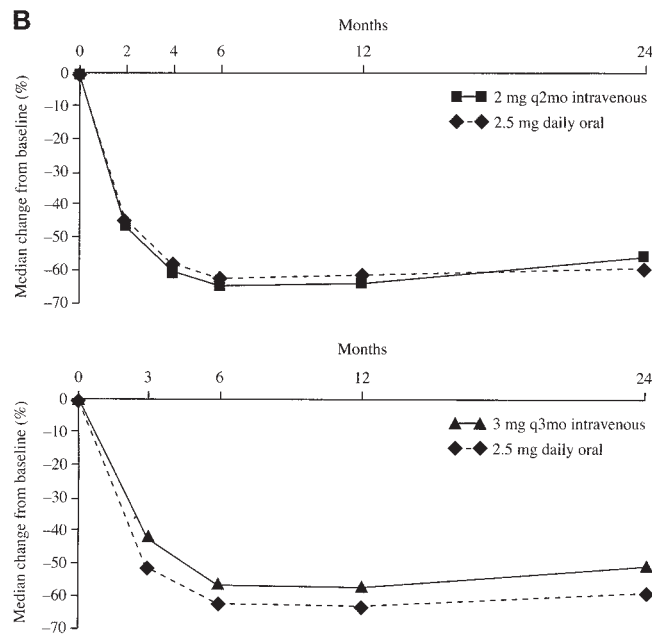 B
Months
0 2 4 6 12 24
0
–10
–20
–30
–40
–50
–60
–70
Median change from baseline (%)
2 mg q2mo intravenous
2.5 mg daily oral
Months
0 3 6 12 24
0
–10
–20
–30
–40
–50
–60
–70
Median change from baseline (%)
3 mg q3mo intravenous
2.5 mg daily oral